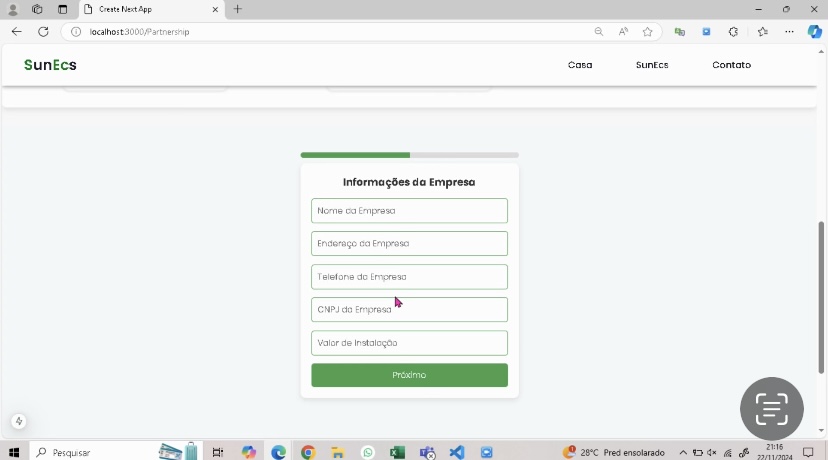 Create Next App
localhost:3000/Partnership
SunEcs
Casa
SunEcs
Contato
Informações da Empresa
Nome da Empresa
Endereço da Empresa
Telefone da Empresa
CNPJ da Empresa
Valor de Instalação
Próximo
Pesquisar
28°C Pred ensolarado
21:16
22/11/2024